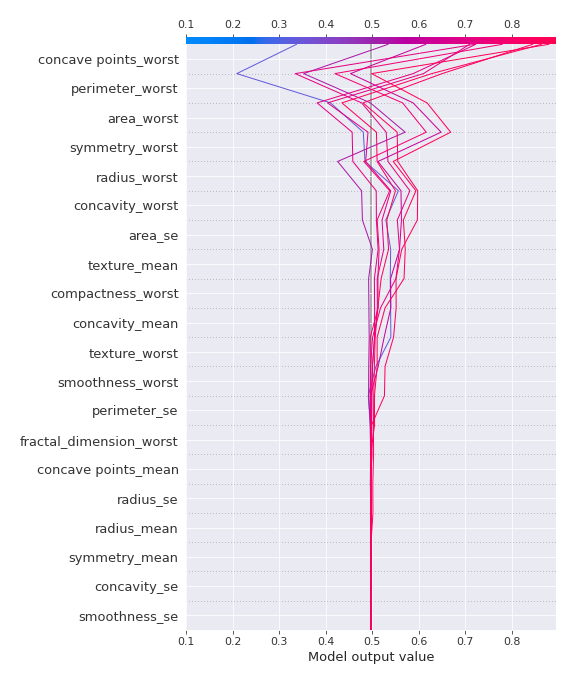 0.1 0.2 0.3 0.4 0.5 0.6 0.7 0.8
concave points_worst
perimeter_worst
area_worst
symmetry_worst
radius_worst
concavity_worst
area_se
texture_mean
compactness_worst
concavity_mean
texture_worst
smoothness_worst
perimeter_se
fractal_dimension_worst
concave points_mean
radius_se
radius_mean
symmetry_mean
concavity_se
smoothness_se
0.1 0.2 0.3 0.4 0.5 0.6 0.7 0.8
Model output value